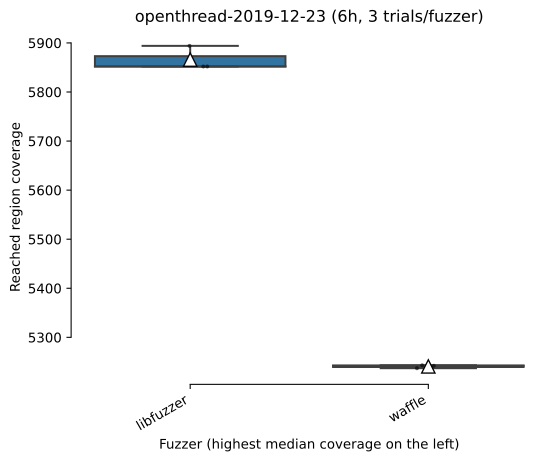 openthread-2019-12-23 (6h, 3 trials/fuzzer)
5900
5800
5700
5600
5500
5400
5300
Reached region coverage
libfuzzer
waffle
Fuzzer (highest median coverage on the left)